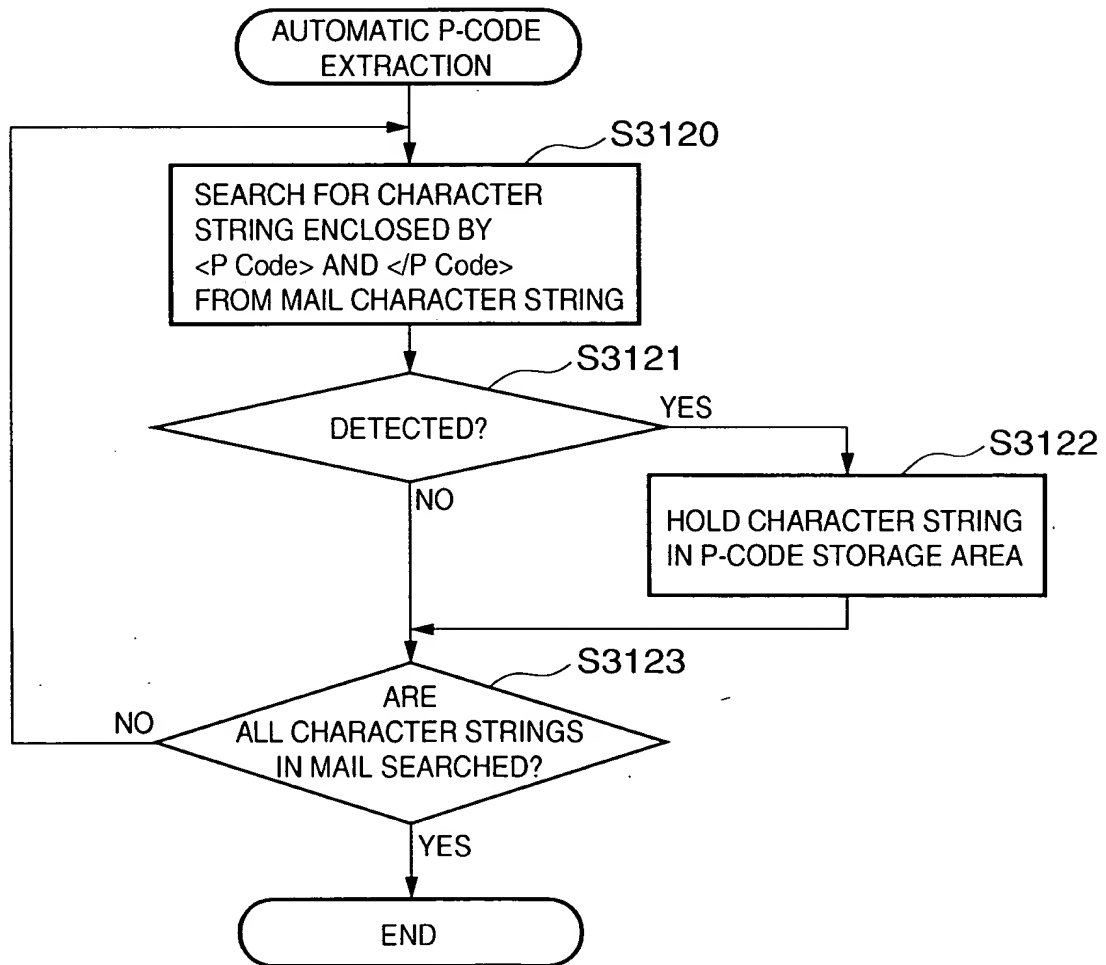 AUTOMATIC P-CODE
EXTRACTION
S3120
SEARCH FOR CHARACTER
STRING ENCLOSED BY
<P Code> AND </P Code>
FROM MAIL CHARACTER STRING
S3121
DETECTED?
YES
NO
S3122
HOLD CHARACTER STRING
IN P-CODE STORAGE AREA
S3123
ARE
ALL CHARACTER STRINGS
IN MAIL SEARCHED?
NO
YES
END